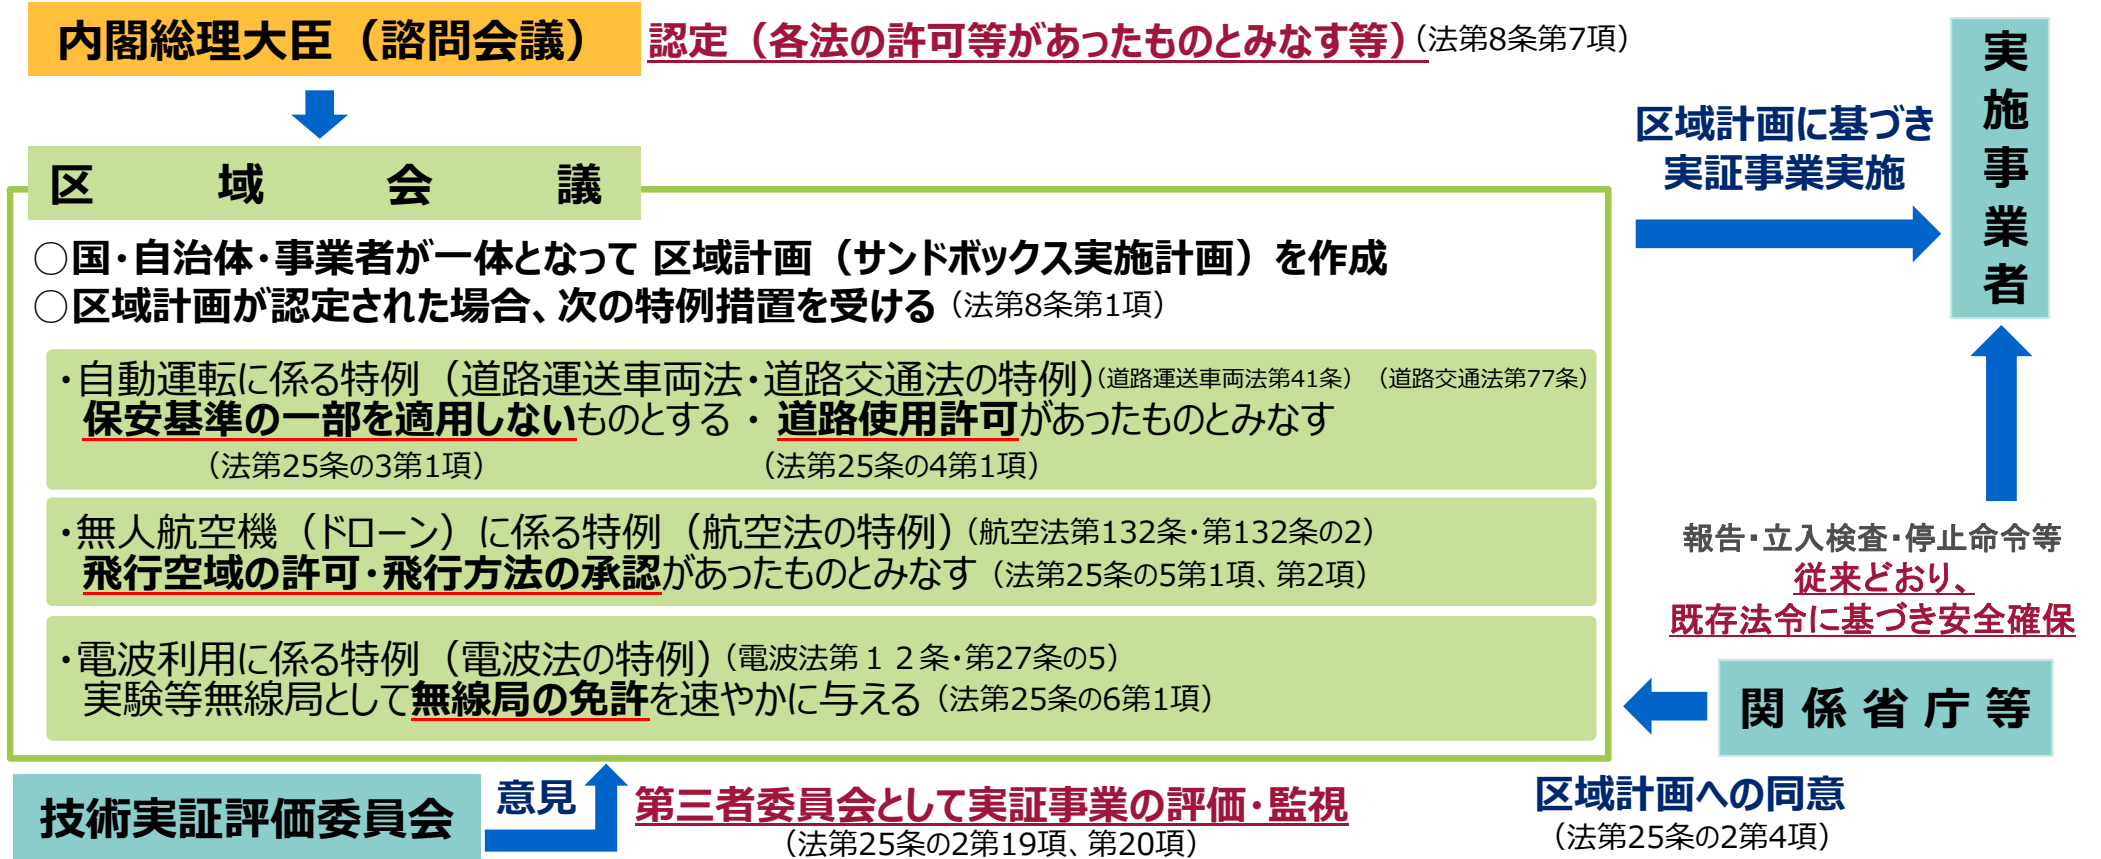 内閣総理大臣（諮問会議）
認定（各法の許可等があったものとみなす等）（法第8条第7項）
区域会議
○国･自治体･事業者が一体となって 区域計画（サンドボックス実施計画）を作成
○区域計画が認定された場合、次の特例措置を受ける（法第8条第1項）
･自動運転に係る特例（道路運送車両法･道路交通法の特例）（道路運送車両法第41条）（道路交通法第77条）
保安基準の一部を適用しないものとする ･ 道路使用許可があったものとみなす
（法第25条の3第1項）
（法第25条の4第1項）
･無人航空機（ドローン）に係る特例（航空法の特例）（航空法第132条･第132条の2）
飛行空域の許可･飛行方法の承認があったものとみなす（法第25条の5第1項、第2項）
･電波利用に係る特例（電波法の特例）（電波法第１２条･第27条の5）
実験等無線局として無線局の免許を速やかに与える（法第25条の6第1項）
区域計画に基づき
実証事業実施
実施事業者
報告･立入検査･停止命令等
従来どおり、
既存法令に基づき安全確保
関係省庁等
区域計画への同意
（法第25条の2第4項）
技術実証評価委員会
意見
第三者委員会として実証事業の評価･監視
（法第25条の2第19項、第20項）